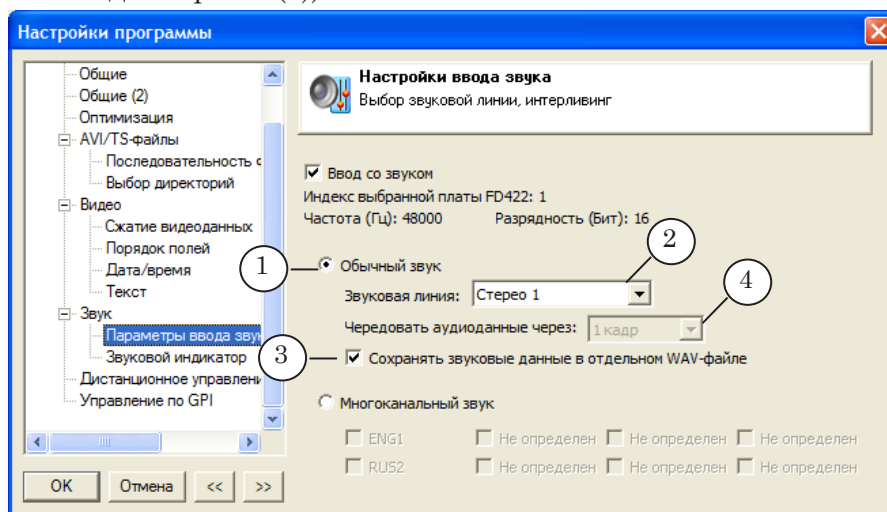 Настройки программы
Общие
Общие (2)
Оптимизация
AVI/TS-файлы
Последовательность
Выбор директорий
Видео
Сжатие видеоданных
Порядок полей
Дата/время
Текст
Звук
Параметры ввода зву
Звуковой индикатор
Дистанционное управлени
Управление по GPI
ОК
Отмена
<<
>>
Настройки ввода звука
Выбор звуковой линии, интерливинг
Ввод со звуком
Индекс выбранной платы FD422: 1
Частота (Гц): 48000 Разрядность (Бит): 16
1
Обычный звук
2
Звуковая линия: Стерео 1
4
Чередовать аудиоданные через: 1 кадр
3
Сохранять звуковые данные в отдельном WAV-файле
Многоканальный звук
ENG1 Не определен Не определен Не определен
RUS2 Не определен Не определен Не определен